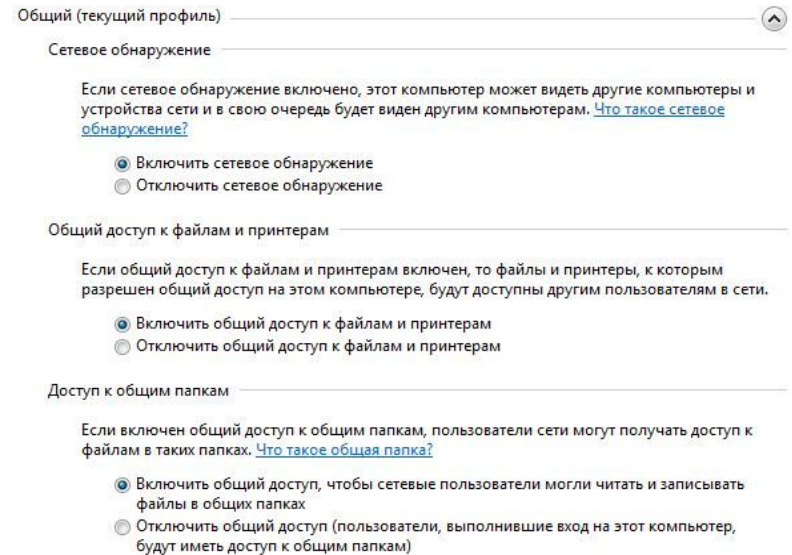 Общий (текущий профиль)
Сетевое обнаружение
Если сетевое обнаружение включено, этот компьютер может видеть другие компьютеры и
устройства сети и в свою очередь будет виден другим компьютерам. Что такое сетевое
обнаружение?
Включить сетевое обнаружение
Отключить сетевое обнаружение
Общий доступ к файлам и принтерам
Если общий доступ к файлам и принтерам включен, то файлы и принтеры, к которым
разрешен общий доступ на этом компьютере, будут доступны другим пользователям в сети.
Включить общий доступ к файлам и принтерам
Отключить общий доступ к файлам и принтерам
Доступ к общим папкам
Если включен общий доступ к общим папкам, пользователи сети могут получать доступ к
файлам в таких папках. Что такое общая папка?
Включить общий доступ, чтобы сетевые пользователи могли читать и записывать
файлы в общих папках
Отключить общий доступ (пользователи, выполнившие вход на этот компьютер,
будут иметь доступ к общим папкам)